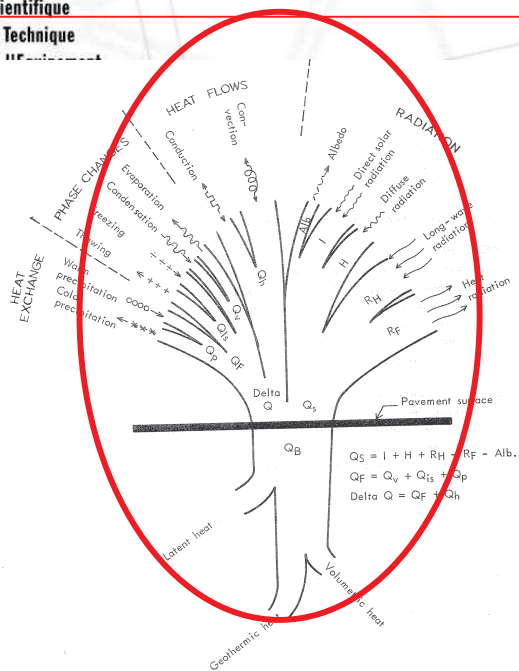 ientifique
Technique
l'Equipement
HEAT FLOWS
Convection
Conduction
PHASE CHANGES
Evaporation
Condensation
Freezing
Thawing
HEAT
EXCHANGE
Warm
precipitation
Cold
precipitation
RADIATION
Albedo
Direct solar
radiation
Diffuse
radiation
Long-wave
radiation
Heat
radiation
Alb
I
H
RH
RF
Qh
Qv
Qis
QF
Qp
Delta
Q
Qs
Pavement surface
QB
QS = I + H + RH - RF - Alb.
QF = Qv + Qis + Qp
Delta Q = QF + Qh
Latent heat
Volumetric heat
Geothermic heat